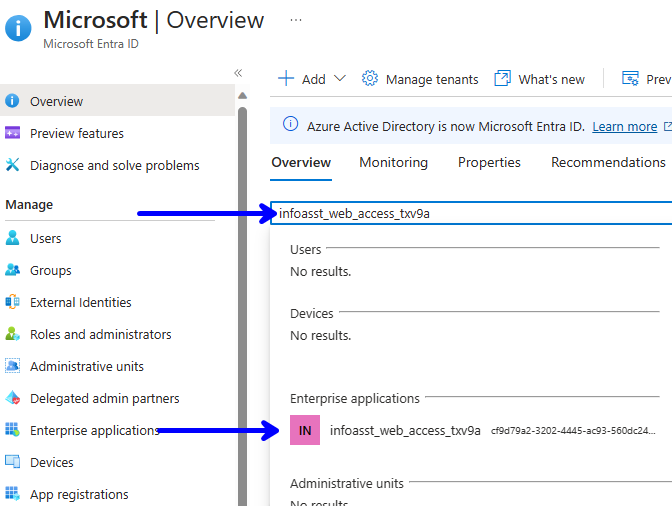 Microsoft | Overview ...
Microsoft Entra ID
Overview
Preview features
Diagnose and solve problems
Manage
Users
Groups
External Identities
Roles and administrators
Administrative units
Delegated admin partners
Enterprise applications
Devices
App registrations
Add
Manage tenants
What's new
Prev
Azure Active Directory is now Microsoft Entra ID. Learn more
Overview
Monitoring
Properties
Recommendations
infoasst_web_access_txv9a
Users
No results.
Devices
No results.
Enterprise applications
IN infoasst_web_access_txv9a cf9d79a2-3202-4445-ac93-560dc24...
Administrative units
No results.